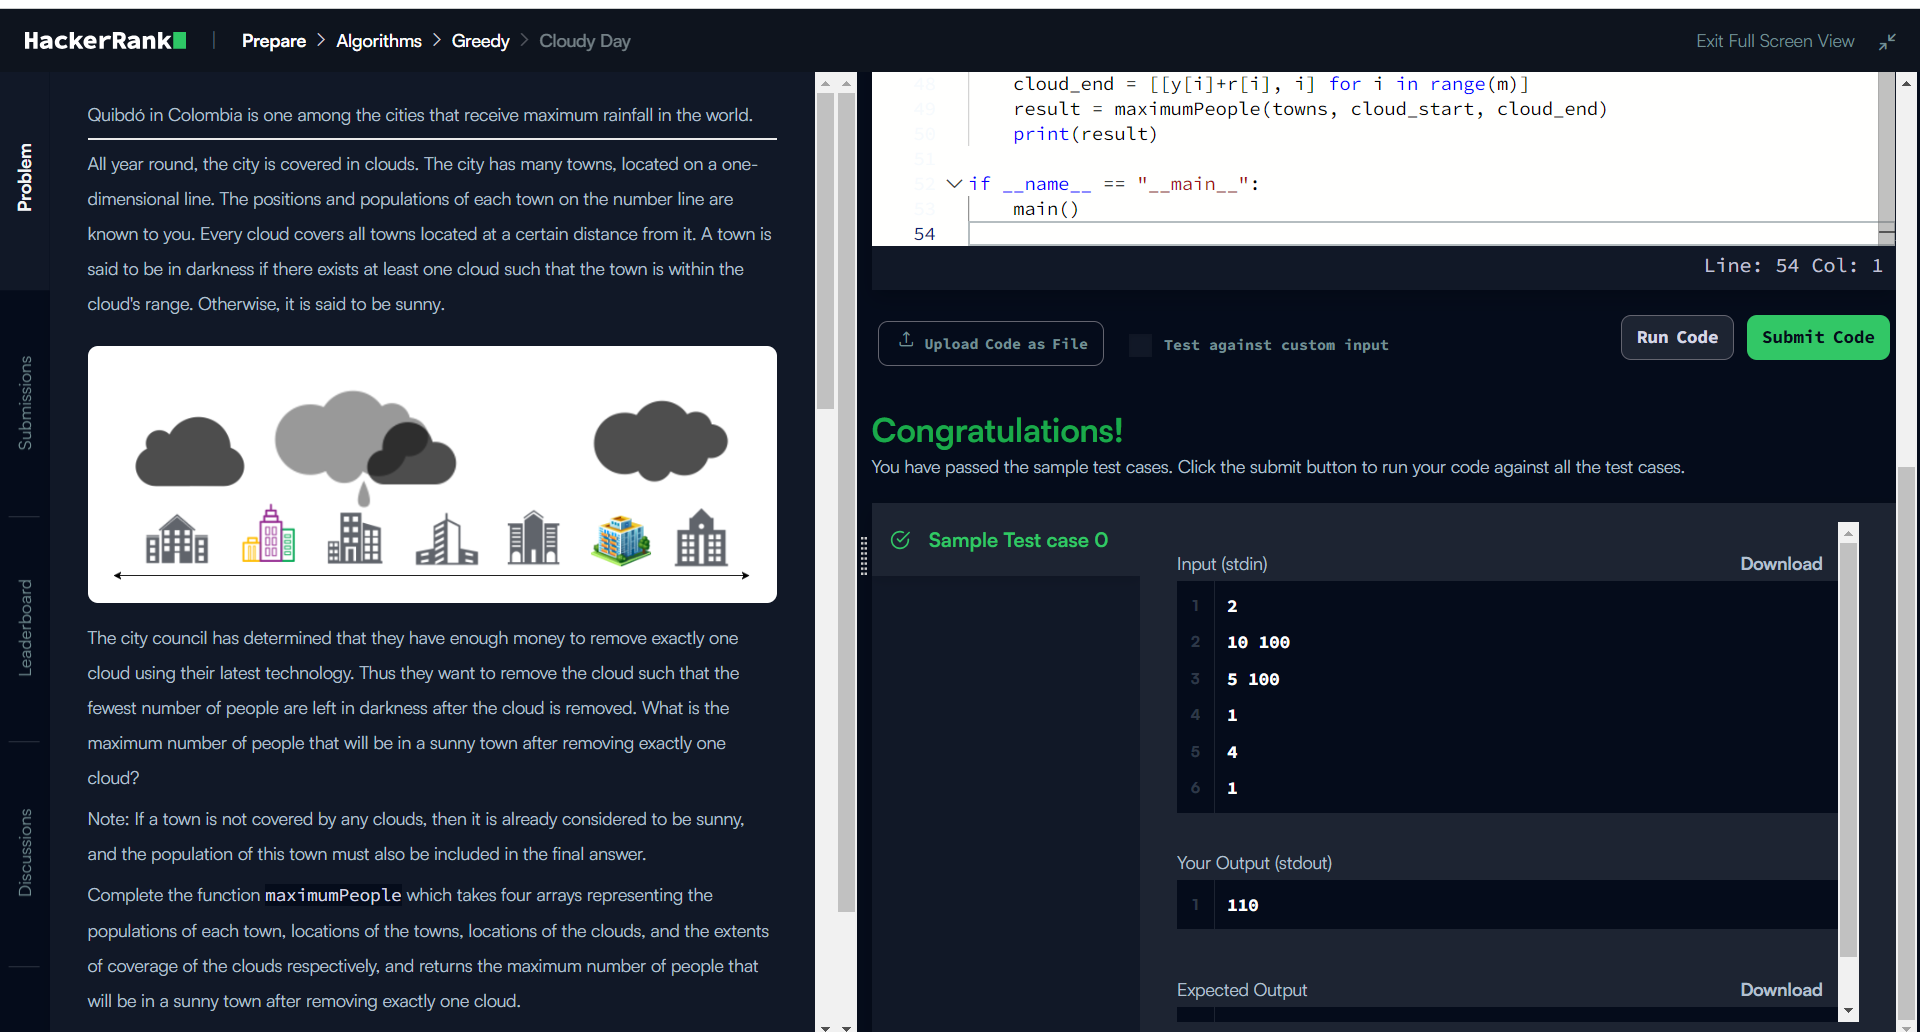 HackerRank | Prepare > Algorithms > Greedy > Cloudy Day
Exit Full Screen View
Problem
Submissions
Leaderboard
Discussions
Quibdó in Colombia is one among the cities that receive maximum rainfall in the world.
All year round, the city is covered in clouds. The city has many towns, located on a one-
dimensional line. The positions and populations of each town on the number line are
known to you. Every cloud covers all towns located at a certain distance from it. A town is
said to be in darkness if there exists at least one cloud such that the town is within the
cloud's range. Otherwise, it is said to be sunny.
The city council has determined that they have enough money to remove exactly one
cloud using their latest technology. Thus they want to remove the cloud such that the
fewest number of people are left in darkness after the cloud is removed. What is the
maximum number of people that will be in a sunny town after removing exactly one
cloud?
Note: If a town is not covered by any clouds, then it is already considered to be sunny,
and the population of this town must also be included in the final answer.
Complete the function maximumPeople which takes four arrays representing the
populations of each town, locations of the towns, locations of the clouds, and the extents
of coverage of the clouds respectively, and returns the maximum number of people that
will be in a sunny town after removing exactly one cloud.
48 cloud_end = [[y[i]+r[i], i] for i in range(m)]
49 result = maximumPeople(towns, cloud_start, cloud_end)
50 print(result)
51
52 if __name__ == "__main__":
53 main()
54
Line: 54 Col: 1
Upload Code as File
Test against custom input
Run Code
Submit Code
Congratulations!
You have passed the sample test cases. Click the submit button to run your code against all the test cases.
Sample Test case 0
Input (stdin)
Download
1 2
2 10 100
3 5 100
4 1
5 4
6 1
Your Output (stdout)
1 110
Expected Output
Download